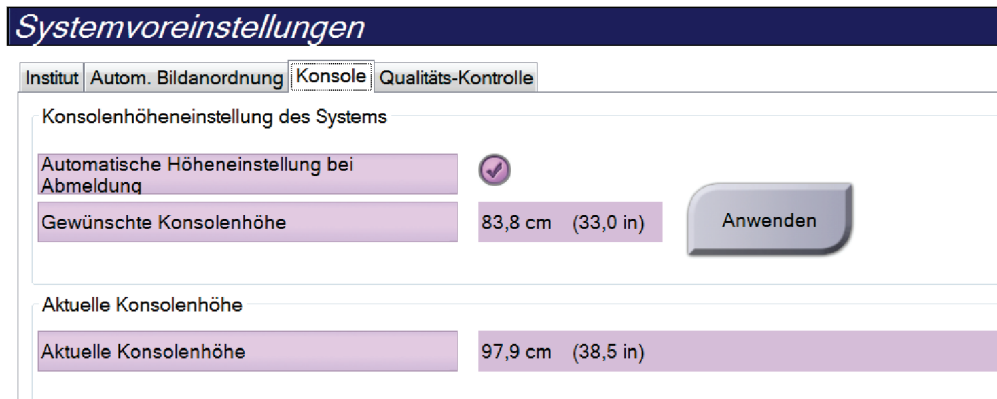 Systemvoreinstellungen
Institut Autom. Bildanordnung Konsole Qualitäts-Kontrolle
Konsolenhöheneinstellung des Systems
Automatische Höheneinstellung bei
Abmeldung
Gewünschte Konsolenhöhe 83,8 cm (33,0 in) Anwenden
Aktuelle Konsolenhöhe
Aktuelle Konsolenhöhe 97,9 cm (38,5 in)